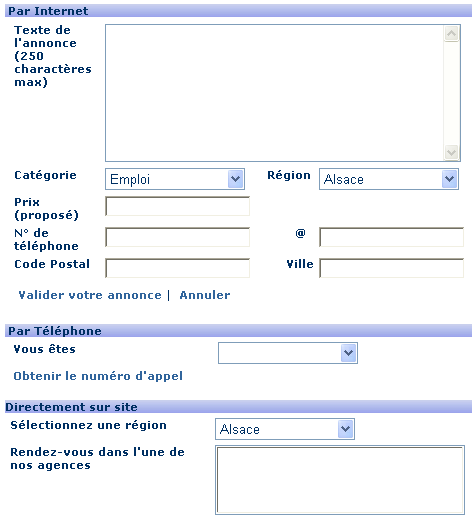 Par Internet
Texte de
l'annonce
(250
charactères
max)
Catégorie Emploi Région Alsace
Prix
(proposé)
N° de
téléphone @
Code Postal Ville
Valider votre annonce | Annuler
Par Téléphone
Vous êtes
Obtenir le numéro d'appel
Directement sur site
Sélectionnez une région Alsace
Rendez-vous dans l'une de
nos agences